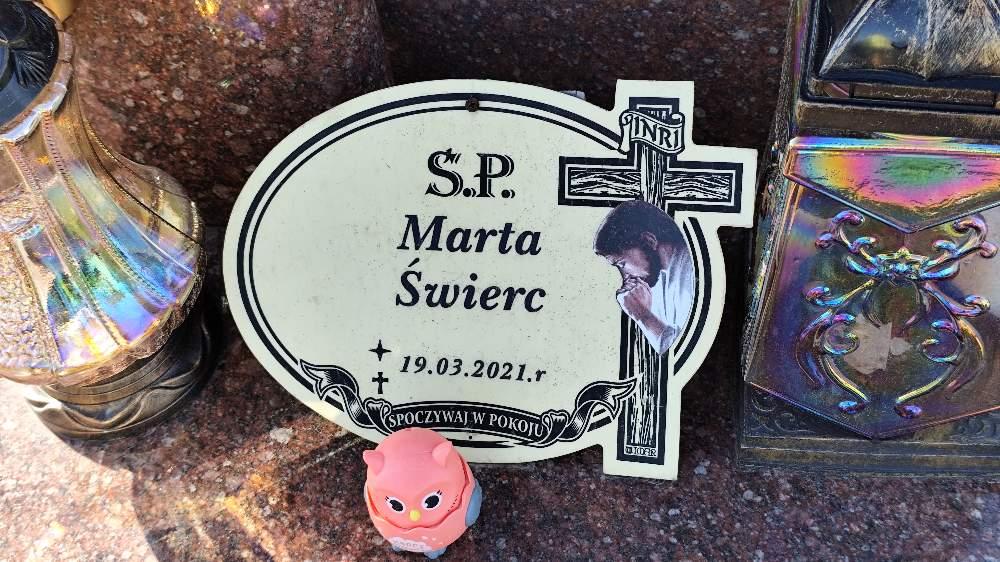 INRI
Ś.P.
Marta
Świerc
19.03.2021.r
SPOCZYWAJ W POKOJU